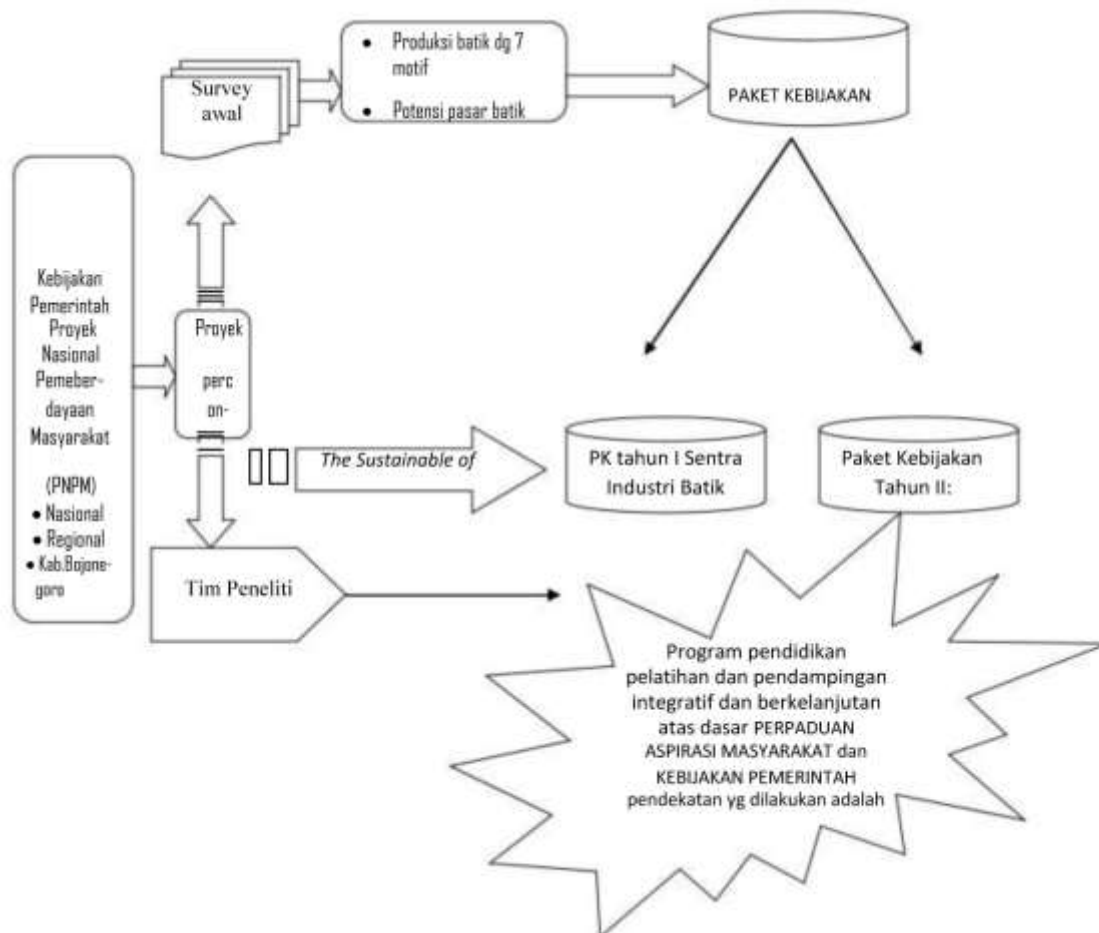 Survey
awal
• Produksi batik dg 7
motif
• Potensi pasar batik
PAKET KEBIJAKAN
Kebijakan
Pemerintah
Proyek
Nasional
Pemeber-
dayaan
Masyarakat
(PNPM)
• Nasional
• Regional
• Kab.Bojone-
goro
Proyek
perc
on-
The Sustainable of
PK tahun I Sentra
Industri Batik
Paket Kebijakan
Tahun II:
Tim Peneliti
Program pendidikan
pelatihan dan pendampingan
integratif dan berkelanjutan
atas dasar PERPADUAN
ASPIRASI MASYARAKAT dan
KEBIJAKAN PEMERINTAH
pendekatan yg dilakukan adalah